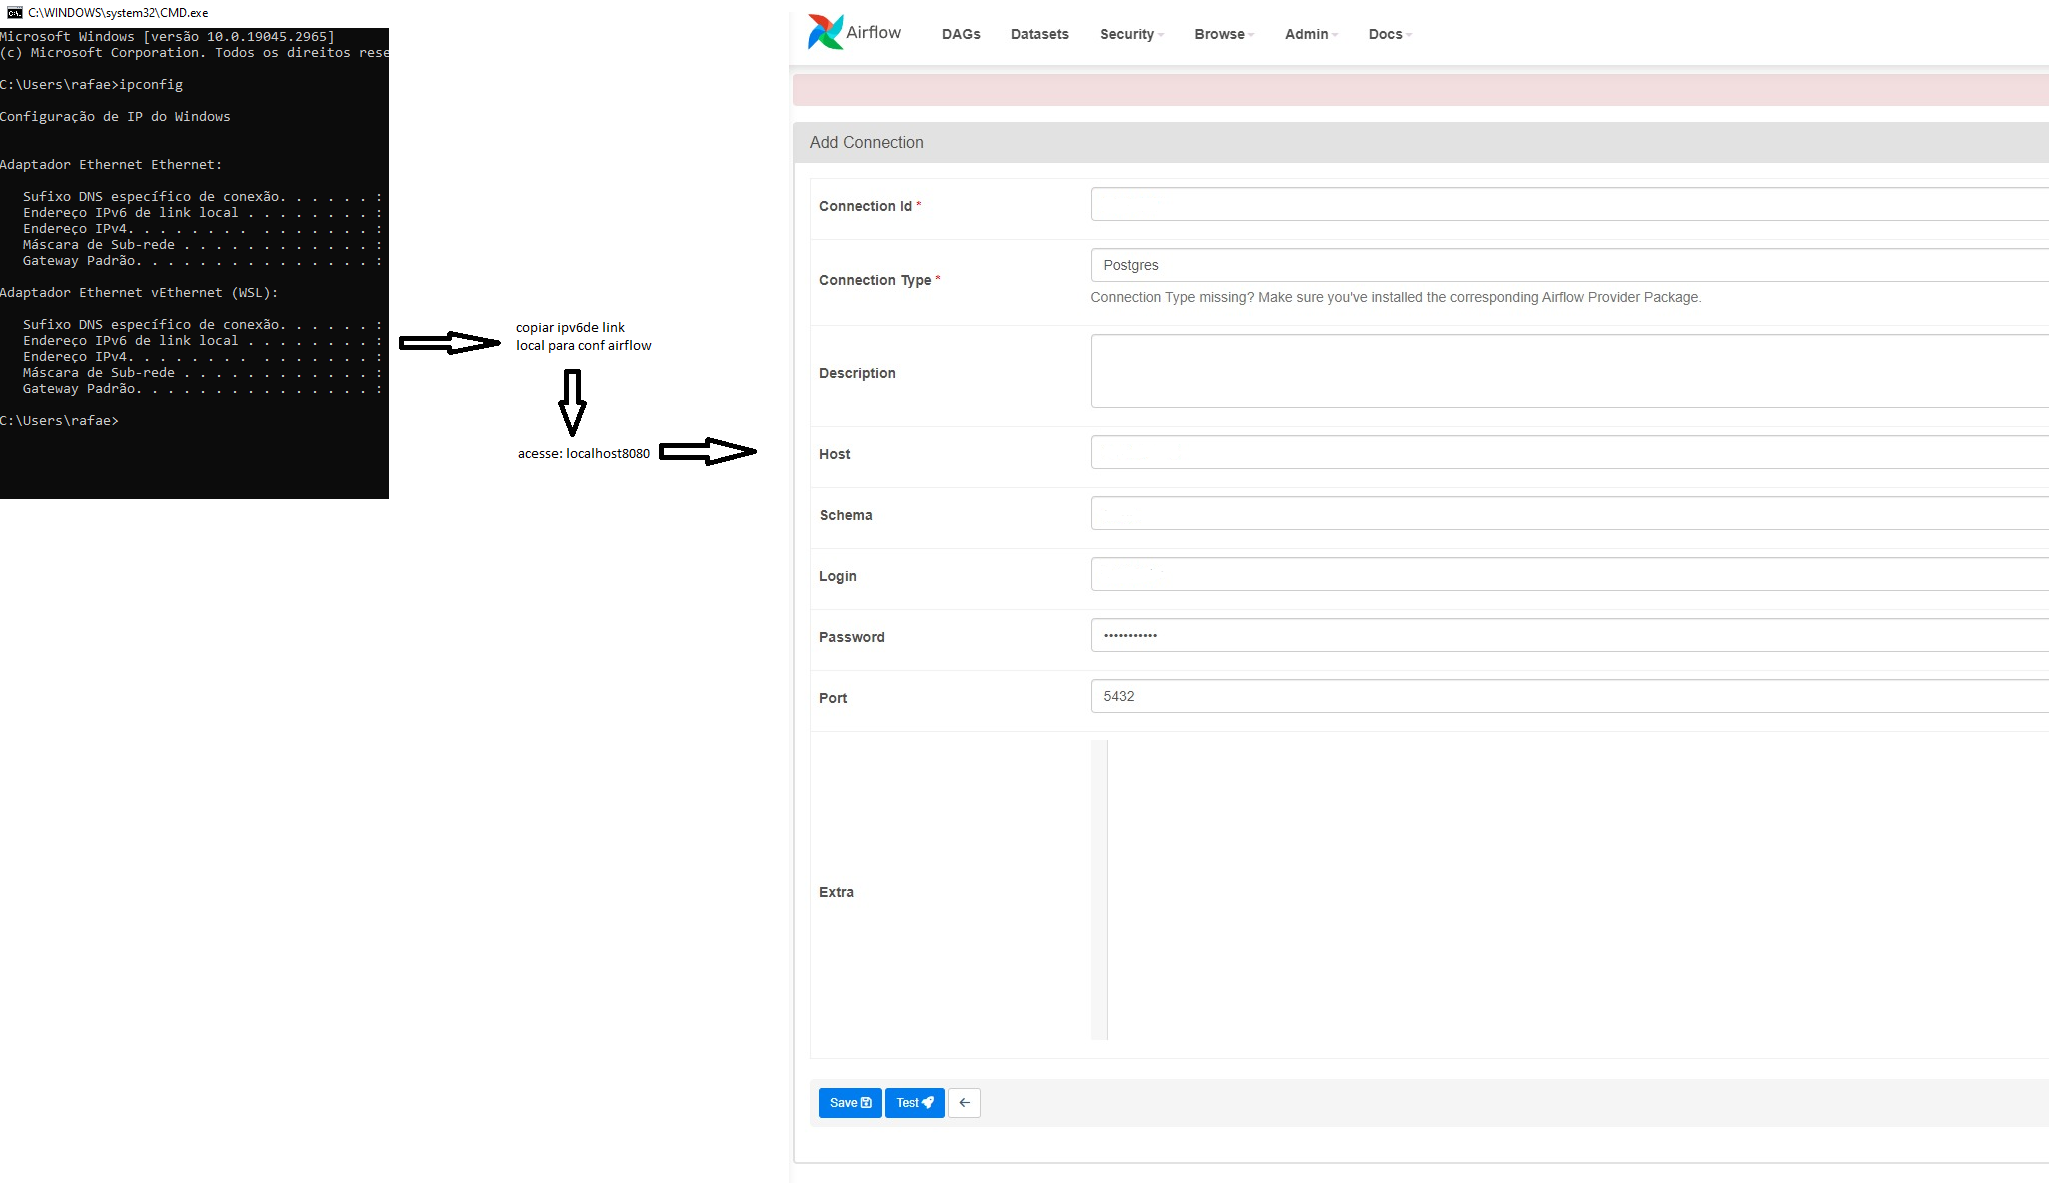 C:\WINDOWS\system32\CMD.exe
Microsoft Windows [versão 10.0.19045.2965]
(c) Microsoft Corporation. Todos os direitos rese
C:\Users\rafae>ipconfig
Configuração de IP do Windows
Adaptador Ethernet Ethernet:
Sufixo DNS específico de conexão. . . . . . :
Endereço IPv6 de link local . . . . . . . . :
Endereço IPv4. . . . . . . .  . . . . . . . :
Máscara de Sub-rede . . . . . . . . . . . . :
Gateway Padrão. . . . . . . . . . . . . . . :
Adaptador Ethernet vEthernet (WSL):
Sufixo DNS específico de conexão. . . . . . :
Endereço IPv6 de link local . . . . . . . . :
Endereço IPv4. . . . . . . .  . . . . . . . :
Máscara de Sub-rede . . . . . . . . . . . . :
Gateway Padrão. . . . . . . . . . . . . . . :
C:\Users\rafae>
copiar ipv6de link
local para conf airflow
acesse: localhost8080
Airflow DAGs Datasets Security Browse Admin Docs
Add Connection
Connection Id *
Connection Type * Postgres
Connection Type missing? Make sure you've installed the corresponding Airflow Provider Package.
Description
Host
Schema
Login
Password •••••••••••
Port 5432
Extra
Save Test ←